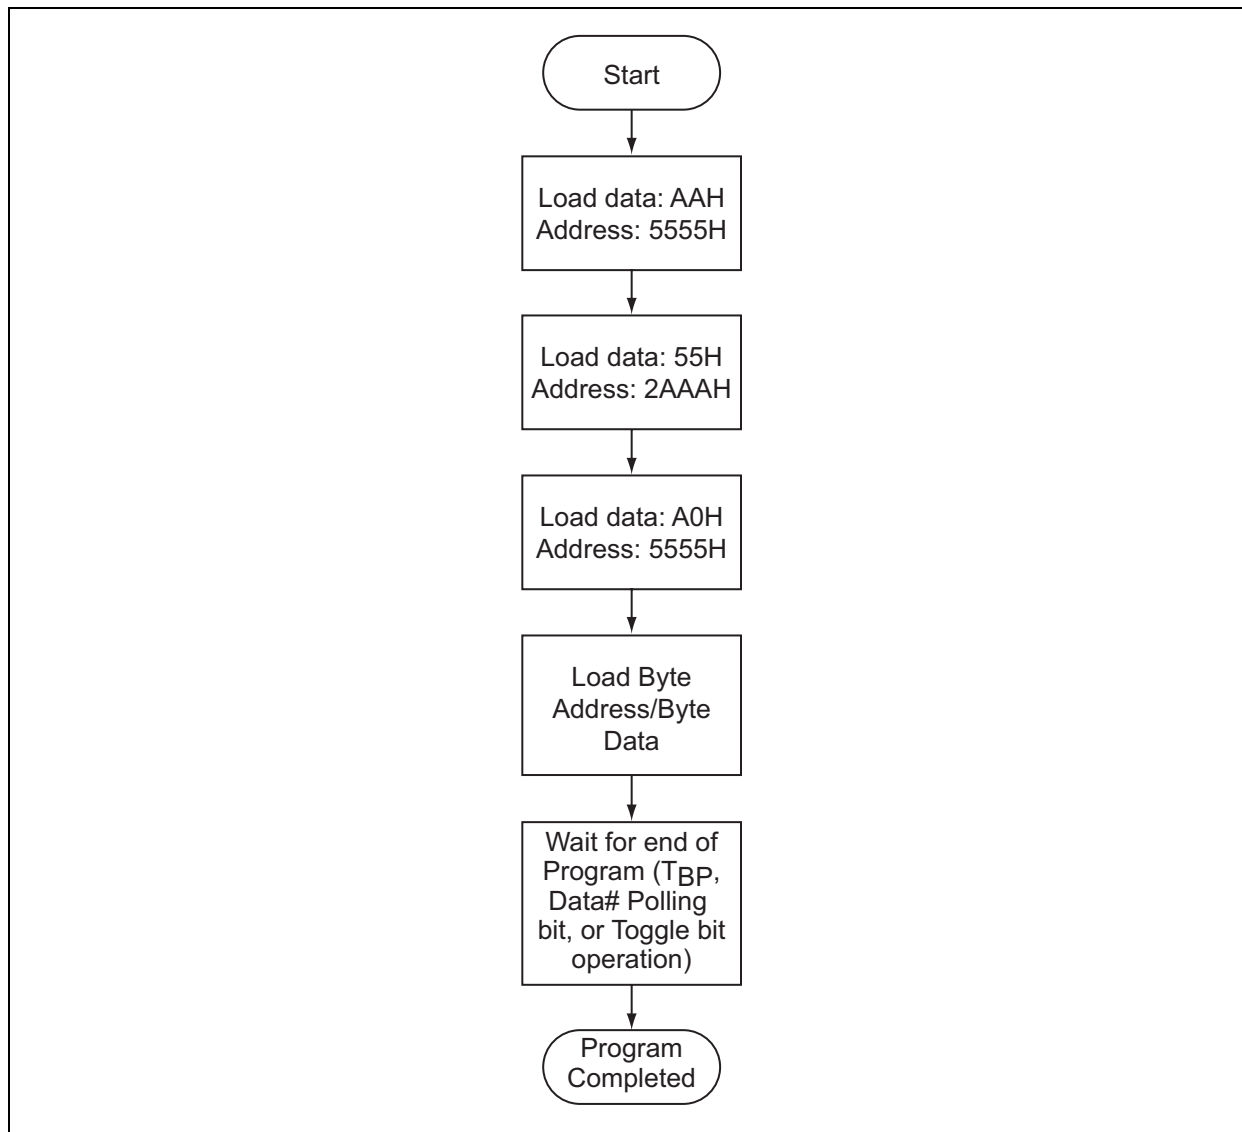 Start
Load data: AAH
Address: 5555H
Load data: 55H
Address: 2AAAH
Load data: A0H
Address: 5555H
Load Byte
Address/Byte
Data
Wait for end of
Program (TBP,
Data# Polling
bit, or Toggle bit
operation)
Program
Completed